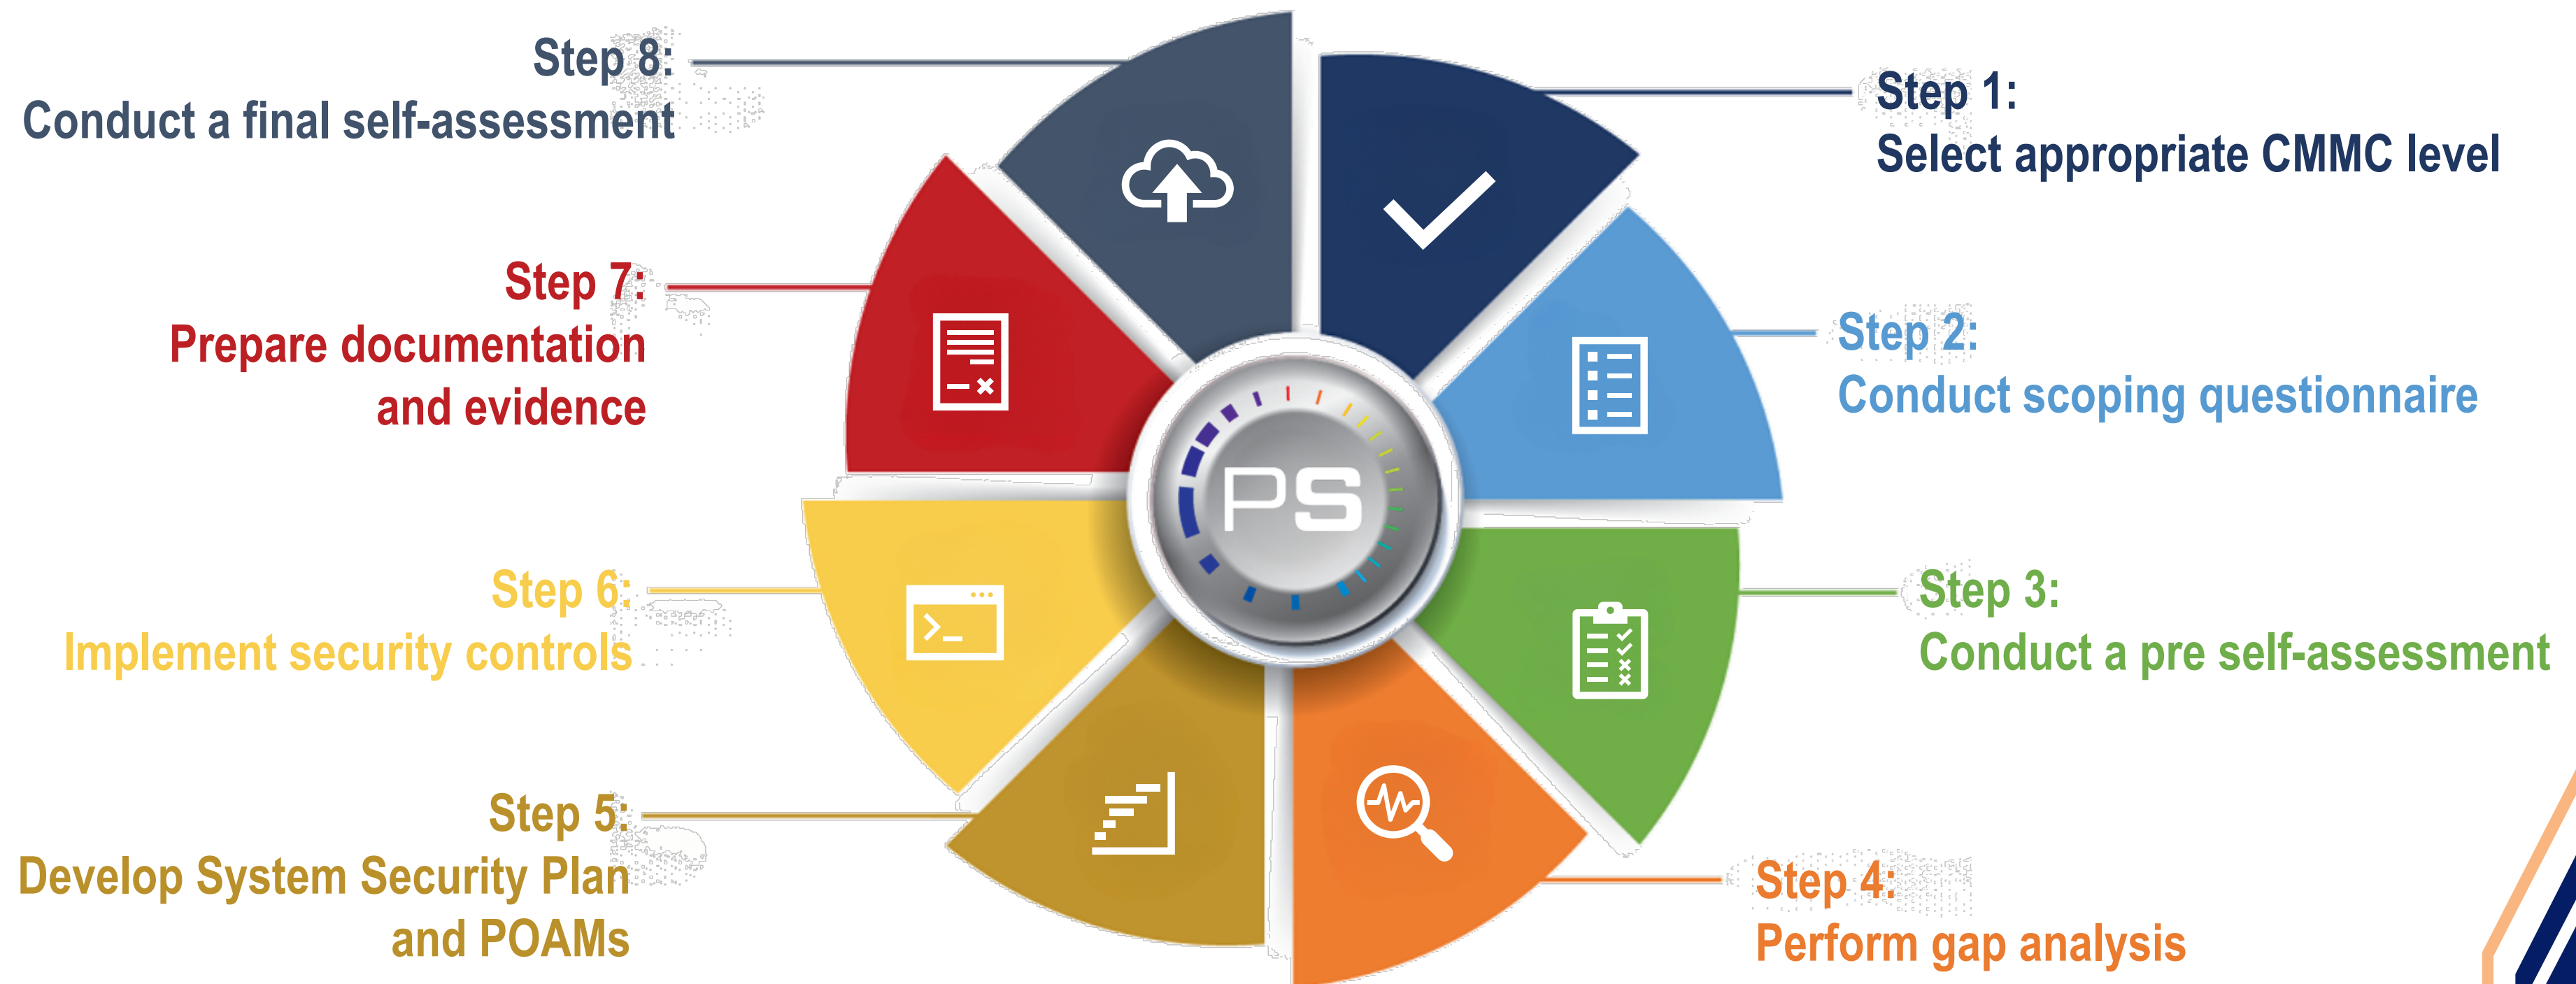 Step 1:
Select appropriate CMMC level
Step 2:
Conduct scoping questionnaire
Step 3:
Conduct a pre self-assessment
Step 4:
Perform gap analysis
Step 5:
Develop System Security Plan
and POAMs
Step 6:
Implement security controls
Step 7:
Prepare documentation
and evidence
Step 8:
Conduct a final self-assessment
PS